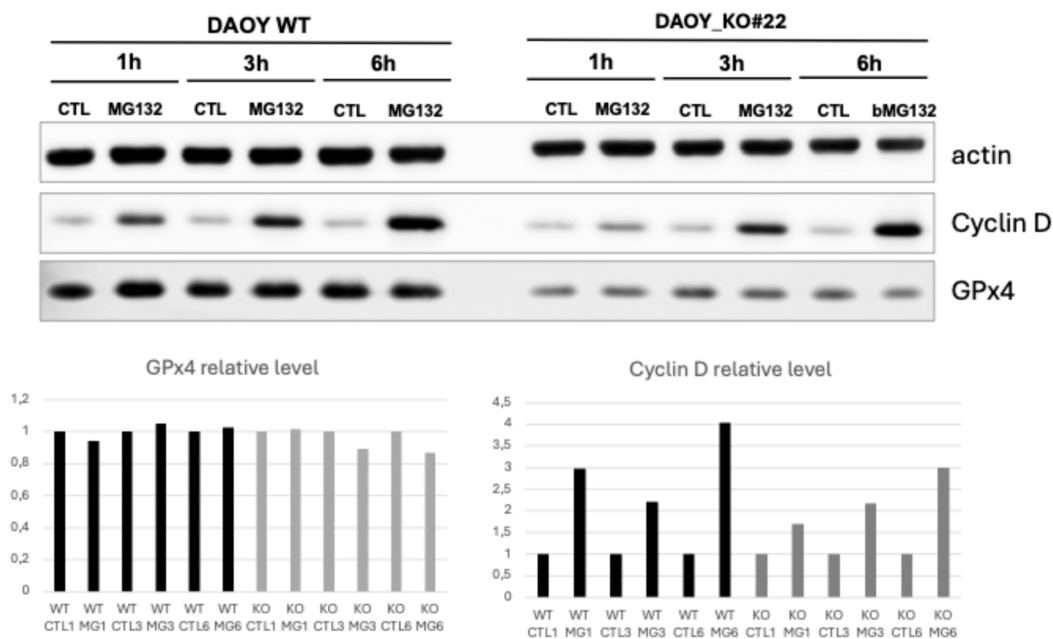 DAOY WT
DAOY_KO#22
1h 3h 6h
1h 3h 6h
CTL MG132 CTL MG132 CTL MG132
CTL MG132 CTL MG132 CTL bMG132
actin
Cyclin D
GPx4
GPx4 relative level
1,2
1
0,8
0,6
0,4
0,2
0
WT WT WT WT WT WT KO KO KO KO KO KO
CTL1 MG1 CTL3 MG3 CTL6 MG6 CTL1 MG1 CTL3 MG3 CTL6 MG6
Cyclin D relative level
4,5
4
3,5
3
2,5
2
1,5
1
0,5
0
WT WT WT WT WT WT KO KO KO KO KO KO
CTL1 MG1 CTL3 MG3 CTL6 MG6 CTL1 MG1 CTL3 MG3 CTL6 MG6